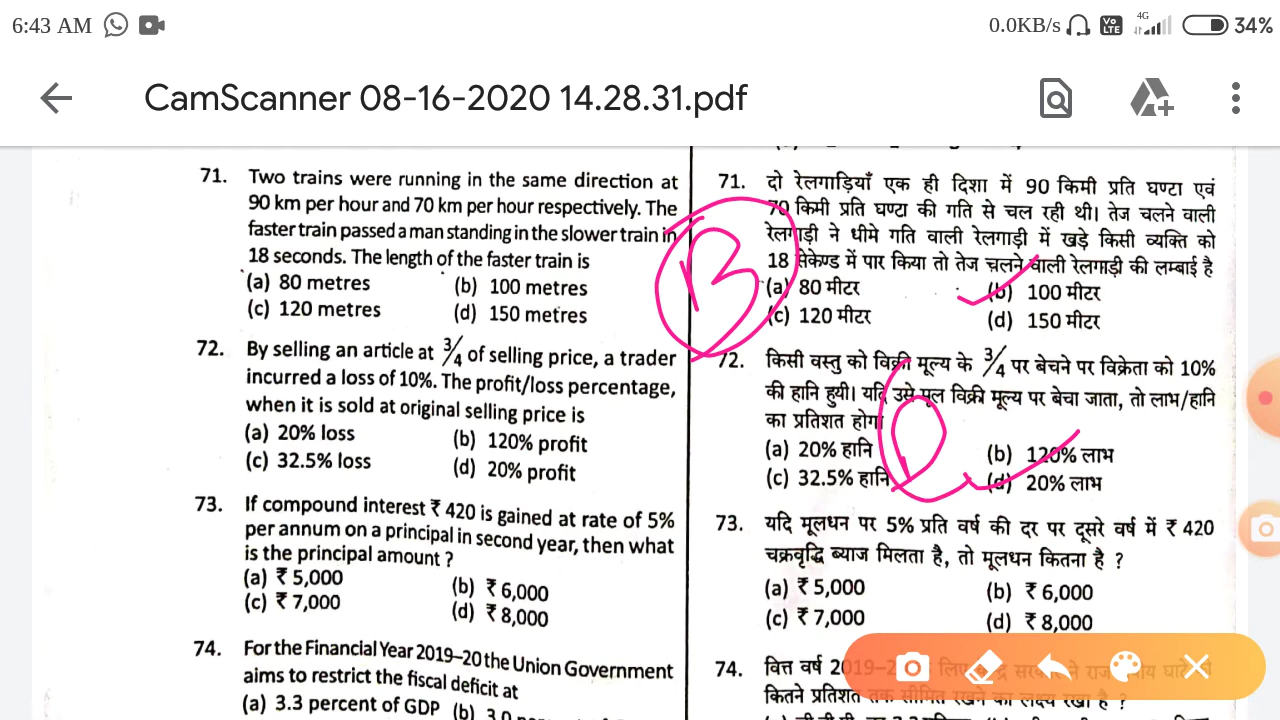 6:43 AM
0.0KB/s
Vo
LTE
4G
34%
CamScanner 08-16-2020 14.28.31.pdf
71. Two trains were running in the same direction at
90 km per hour and 70 km per hour respectively. The
faster train passed a man standing in the slower train in
18 seconds. The length of the faster train is
(a) 80 metres (b) 100 metres
(c) 120 metres (d) 150 metres
72. By selling an article at 3/4 of selling price, a trader
incurred a loss of 10%. The profit/loss percentage,
when it is sold at original selling price is
(a) 20% loss (b) 120% profit
(c) 32.5% loss (d) 20% profit
73. If compound interest ₹ 420 is gained at rate of 5%
per annum on a principal in second year, then what
is the principal amount ?
(a) ₹ 5,000 (b) ₹ 6,000
(c) ₹ 7,000 (d) ₹ 8,000
74. For the Financial Year 2019–20 the Union Government
aims to restrict the fiscal deficit at
(a) 3.3 percent of GDP (b)
71. दो रेलगाड़ियाँ एक ही दिशा में 90 किमी प्रति घण्टा एवं
70 किमी प्रति घण्टा की गति से चल रही थी। तेज चलने वाली
रेलगाड़ी ने धीमे गति वाली रेलगाड़ी में खड़े किसी व्यक्ति को
18 सेकेण्ड में पार किया तो तेज चलने वाली रेलगाड़ी की लम्बाई है
(a) 80 मीटर (b) 100 मीटर
(c) 120 मीटर (d) 150 मीटर
B
72. किसी वस्तु को विक्री मूल्य के 3/4 पर बेचने पर विक्रेता को 10%
की हानि हुयी। यदि उसे मूल विक्री मूल्य पर बेचा जाता, तो लाभ/हानि
का प्रतिशत होगा
(a) 20% हानि (b) 120% लाभ
(c) 32.5% हानि (d) 20% लाभ
D
73. यदि मूलधन पर 5% प्रति वर्ष की दर पर दूसरे वर्ष में ₹ 420
चक्रवृद्धि ब्याज मिलता है, तो मूलधन कितना है ?
(a) ₹ 5,000 (b) ₹ 6,000
(c) ₹ 7,000 (d) ₹ 8,000
74. वित्त वर्ष 2019–2
कितने प्रतिशत तक सीमित रखने का लक्ष्य रखा है ?